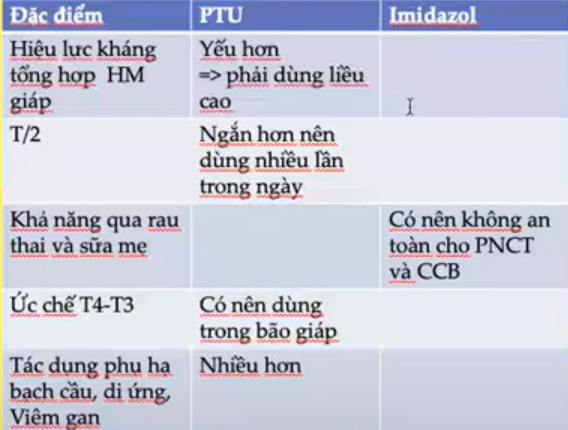 Đặc điểm PTU Imidazol
Hiệu lực kháng Yếu hơn
tổng hợp HM => phải dùng liều
giáp cao
T/2 Ngắn hơn nên
dùng nhiều lần
trong ngày
Khả năng qua rau Có nên không an
thai và sữa mẹ toàn cho PNCT
và CCB
Ức chế T4-T3 Có nên dùng
trong bão giáp
Tác dụng phụ hạ Nhiều hơn
bạch cầu, dị ứng,
Viêm gan